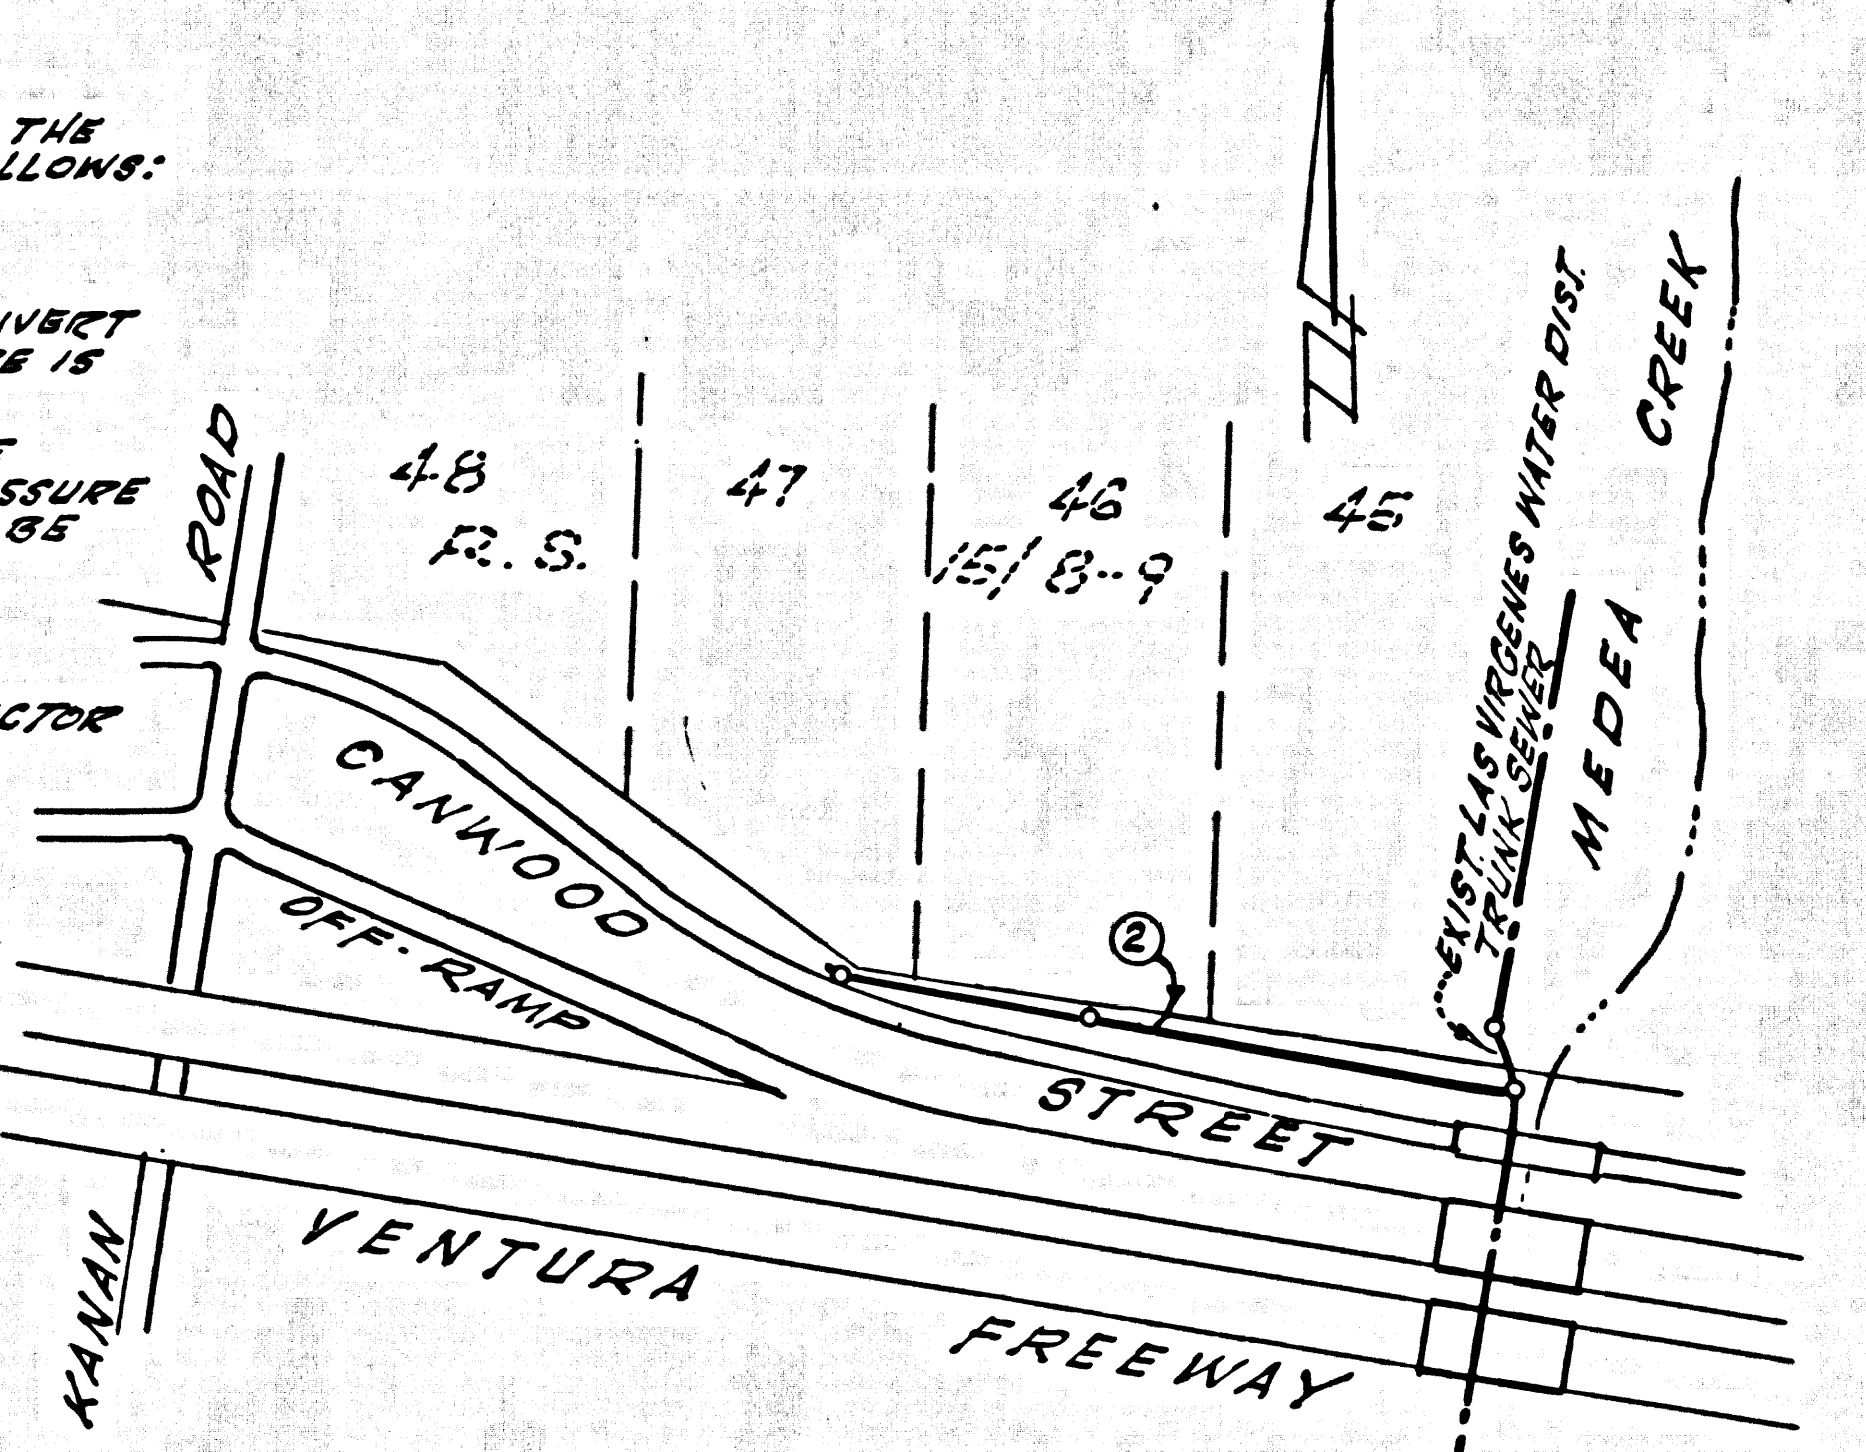 THE
LLOWS:
NVERT
E IS
SSURE
BE
CTOR
ROAD
48
47
46
45
R. S.
15/ 8-9
EXIST. LAS VIRGENES WATER DIST.
TRUNK SEWER
MEDEA CREEK
CANWOOD
STREET
OFF-RAMP
2
KANAN
VENTURA
FREEWAY